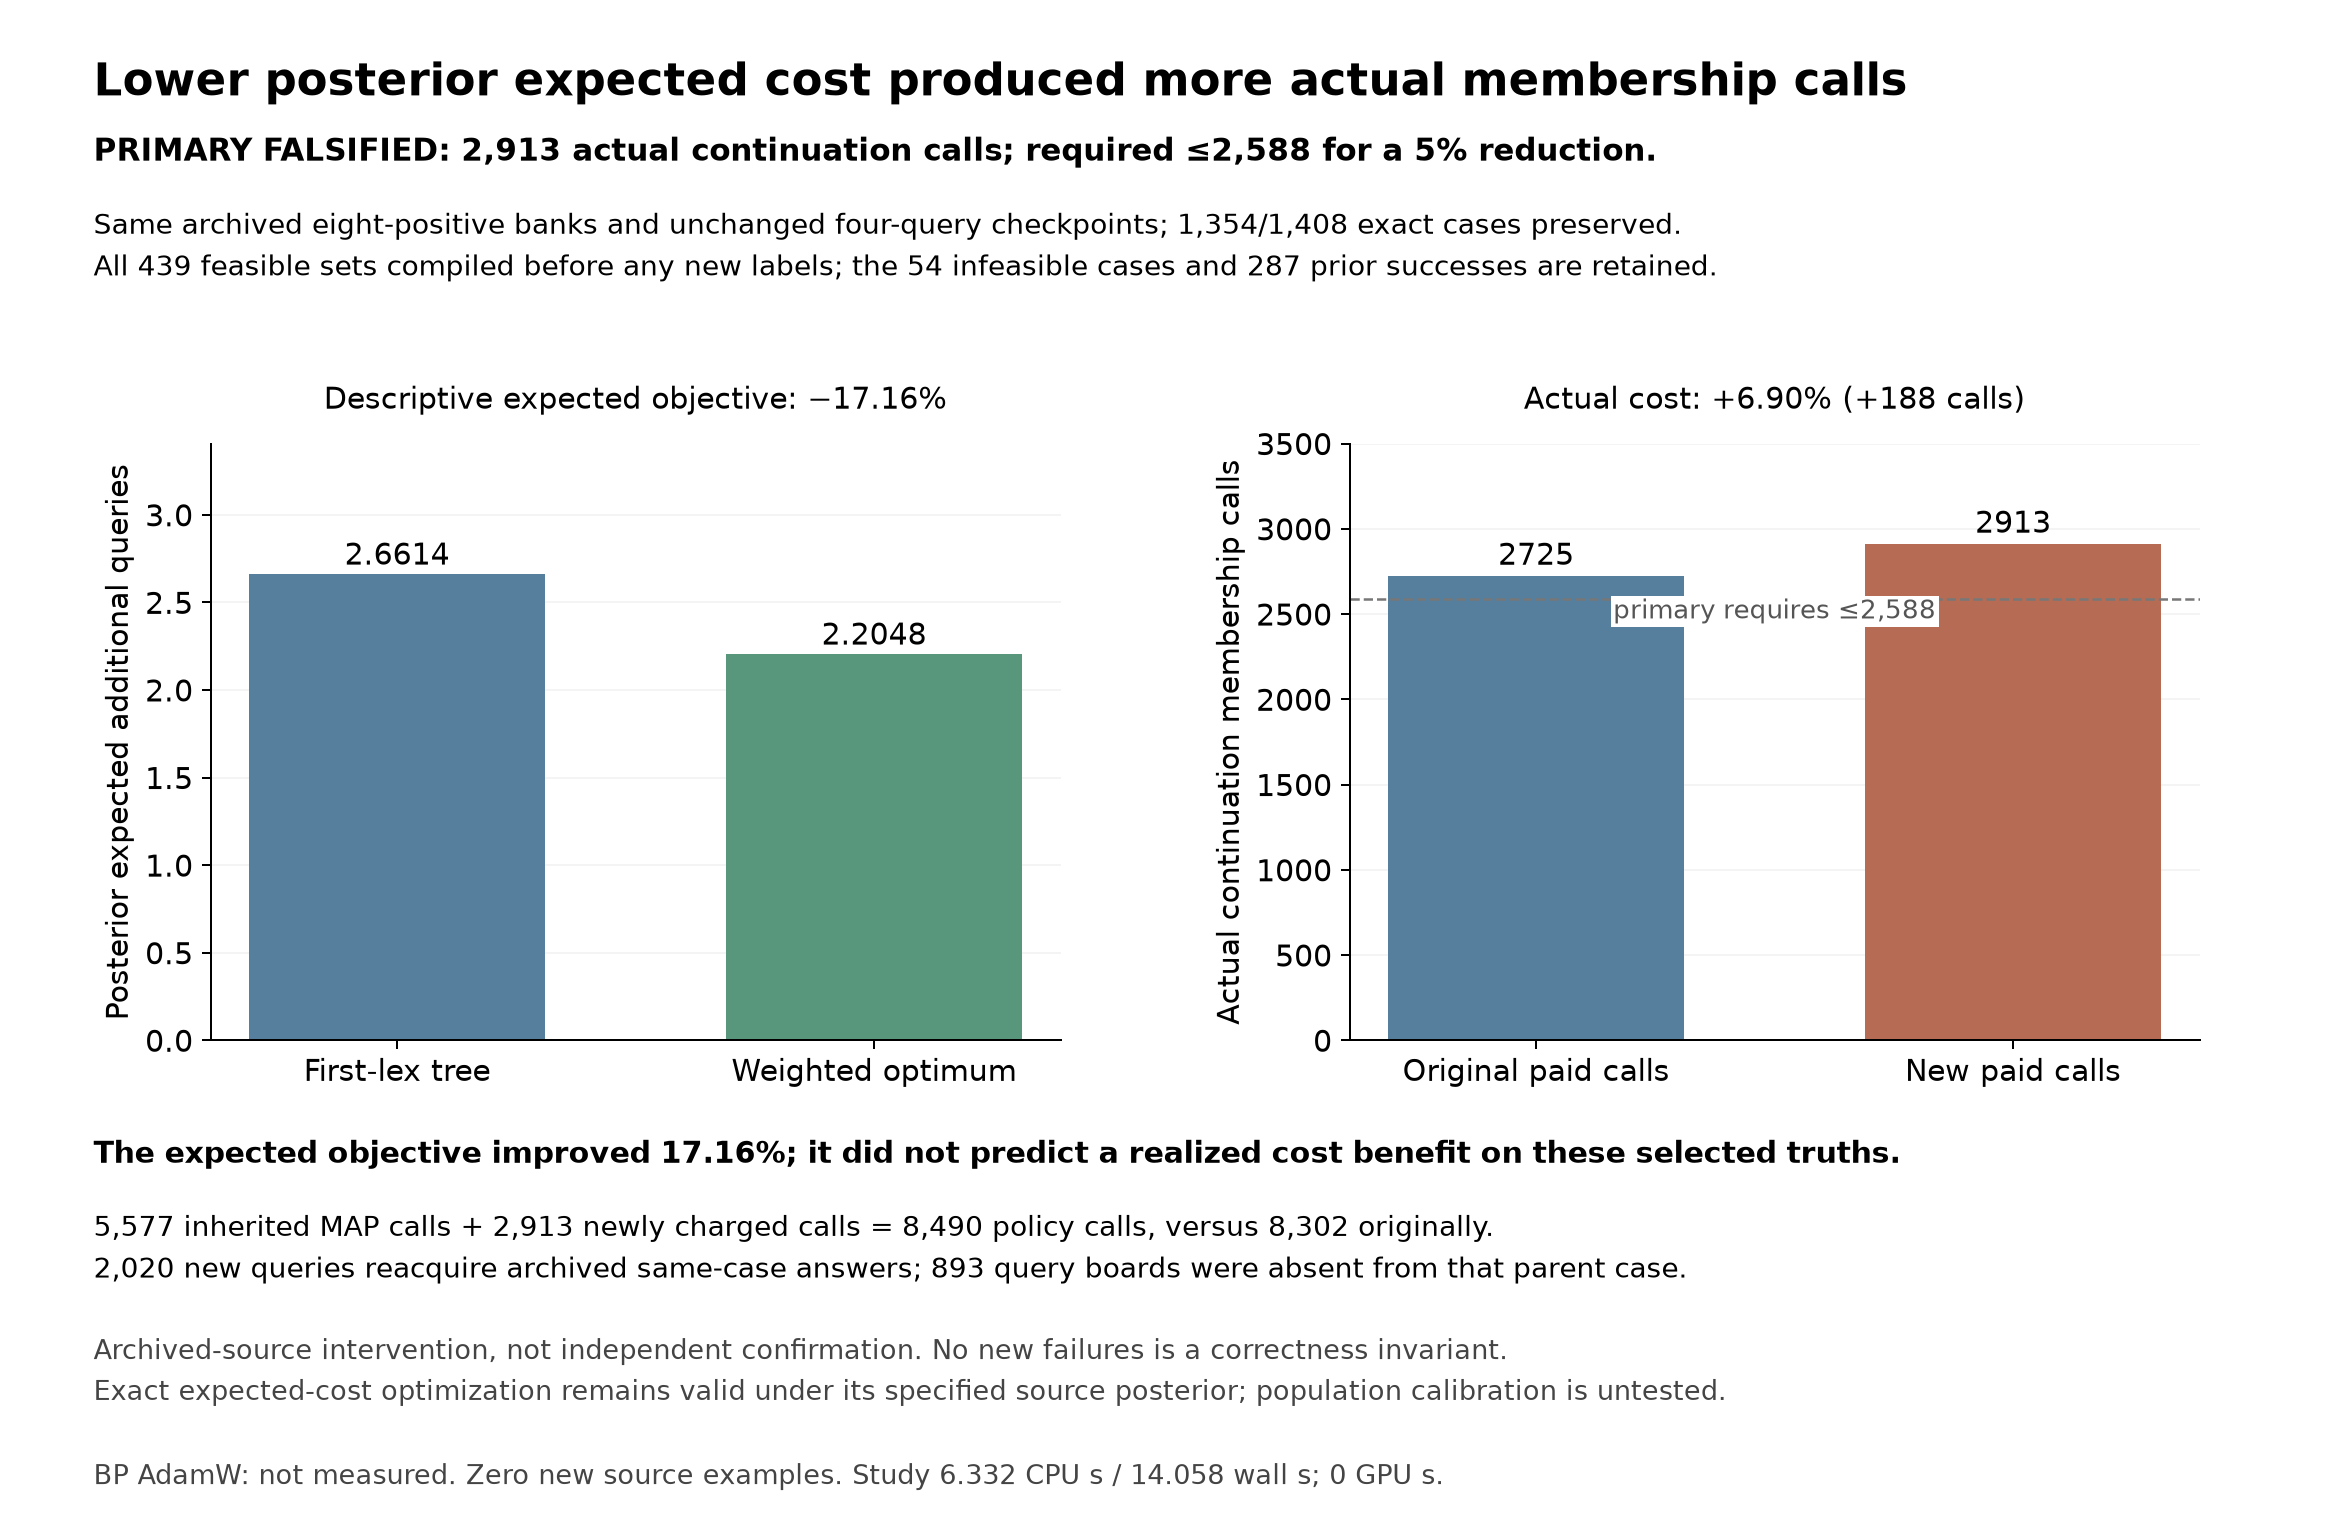 Lower posterior expected cost produced more actual membership calls
PRIMARY FALSIFIED: 2,913 actual continuation calls; required ≤2,588 for a 5% reduction.
Same archived eight-positive banks and unchanged four-query checkpoints; 1,354/1,408 exact cases preserved.
All 439 feasible sets compiled before any new labels; the 54 infeasible cases and 287 prior successes are retained.
Descriptive expected objective: −17.16%
Posterior expected additional queries
3.0
2.5
2.0
1.5
1.0
0.5
0.0
2.6614
2.2048
First-lex tree
Weighted optimum
Actual cost: +6.90% (+188 calls)
Actual continuation membership calls
3500
3000
2500
2000
1500
1000
500
0
2725
2913
primary requires ≤2,588
Original paid calls
New paid calls
The expected objective improved 17.16%; it did not predict a realized cost benefit on these selected truths.
5,577 inherited MAP calls + 2,913 newly charged calls = 8,490 policy calls, versus 8,302 originally.
2,020 new queries reacquire archived same-case answers; 893 query boards were absent from that parent case.
Archived-source intervention, not independent confirmation. No new failures is a correctness invariant.
Exact expected-cost optimization remains valid under its specified source posterior; population calibration is untested.
BP AdamW: not measured. Zero new source examples. Study 6.332 CPU s / 14.058 wall s; 0 GPU s.